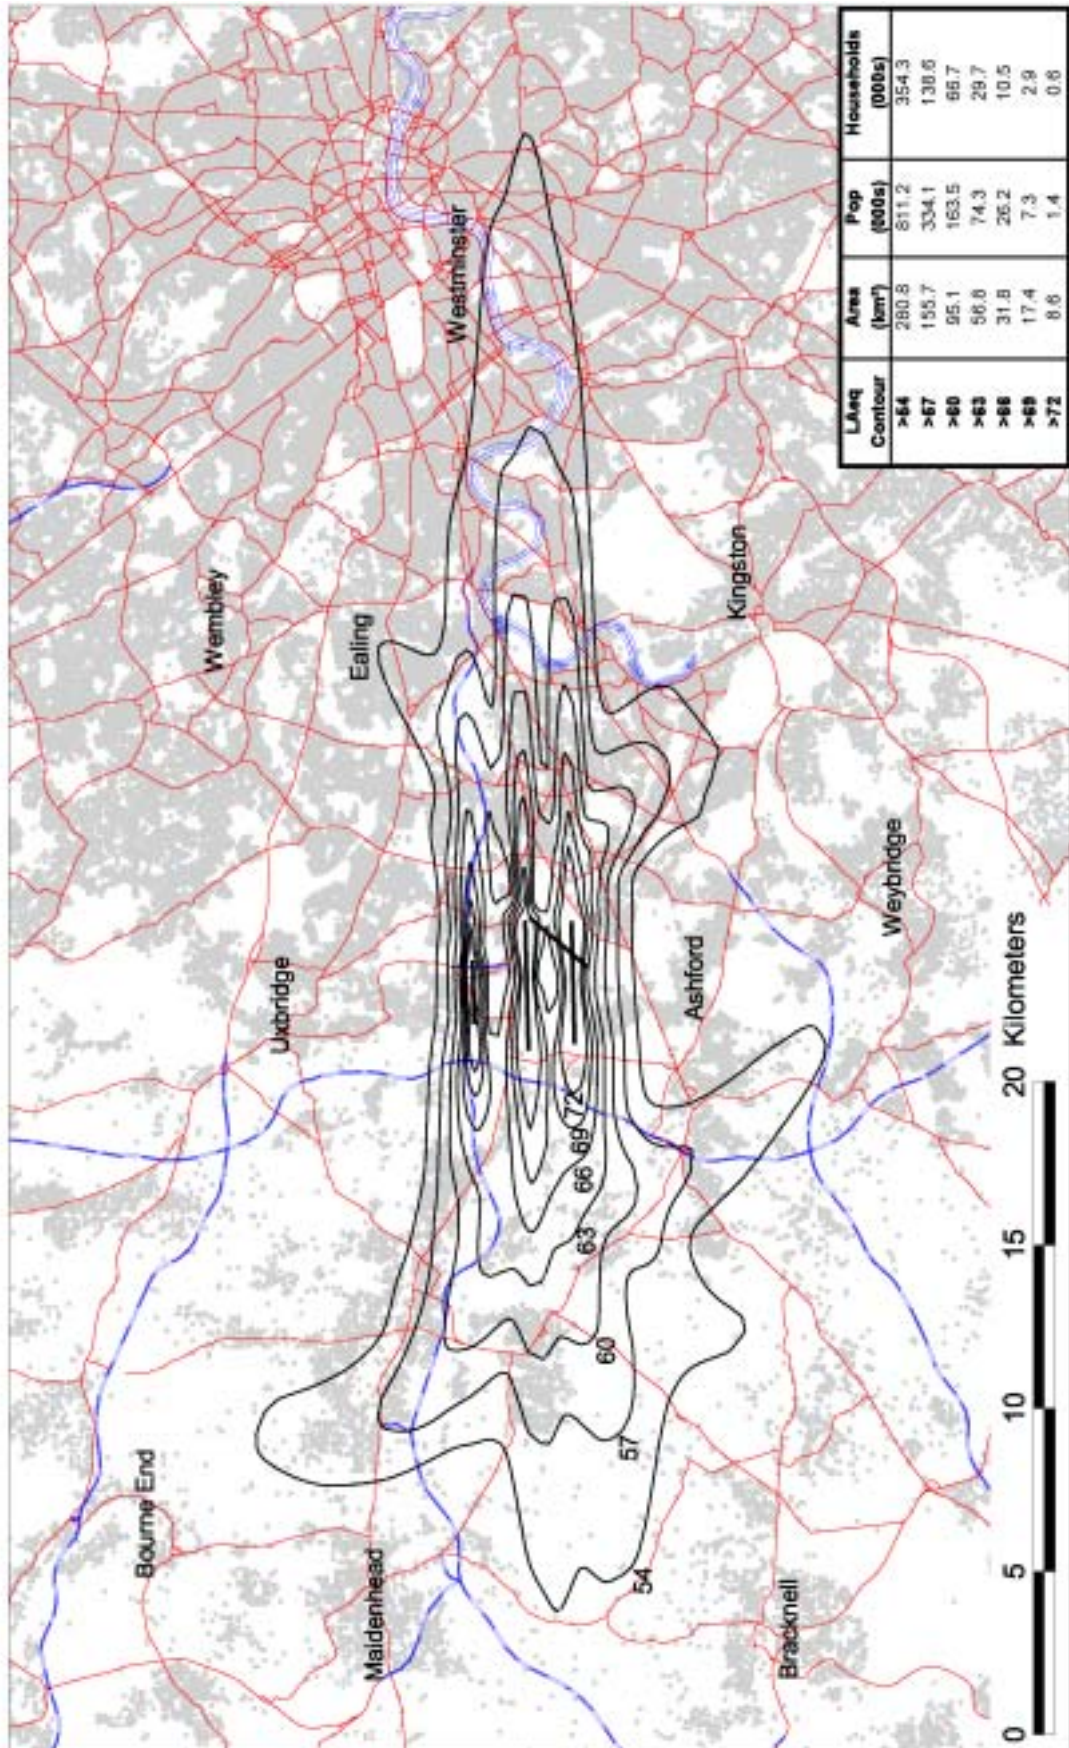 Bourne End
Uxbridge
Wembley
Maidenhead
Ealing
Westminster
Bracknell
Ashford
Kingston
Weybridge
54
57
60
63
66
69
72
0 5 10 15 20 Kilometers
LAeq Contour Area (km²) Pop (000s) Households (000s)
>54 280.8 811.2 354.3
>57 155.7 334.1 138.6
>60 95.1 163.5 66.7
>63 56.8 74.3 29.7
>66 31.8 26.2 10.5
>69 17.4 7.3 2.9
>72 8.6 1.4 0.6